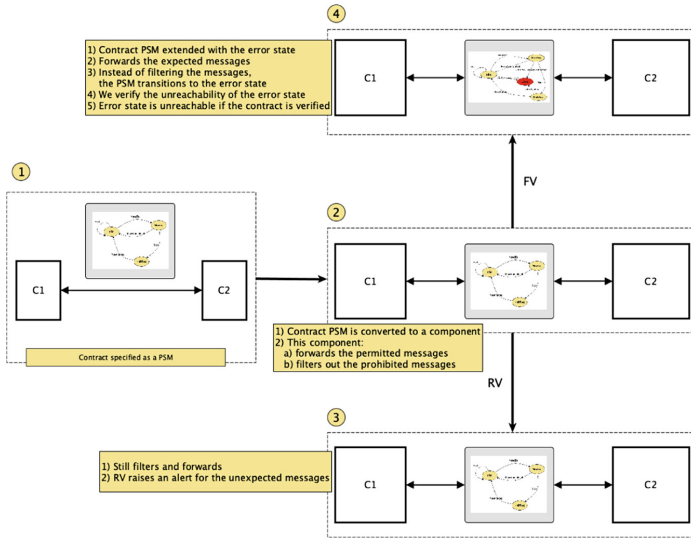 4
1) Contract PSM extended with the error state
2) Forwards the expected messages
3) Instead of filtering the messages,
the PSM transitions to the error state
4) We verify the unreachability of the error state
5) Error state is unreachable if the contract is verified
C1
C2
FV
1
C1
C2
Contract specified as a PSM
2
C1
C2
1) Contract PSM is converted to a component
2) This component:
a) forwards the permitted messages
b) filters out the prohibited messages
RV
3
1) Still filters and forwards
2) RV raises an alert for the unexpected messages
C1
C2